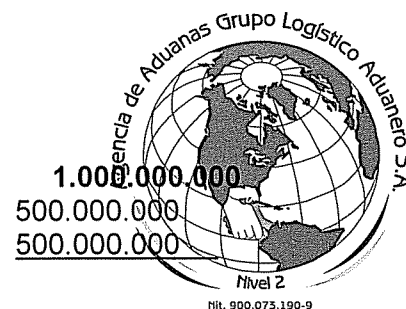 Agencia de Aduanas Grupo Logístico Aduanero S.A.
1.000.000.000
500.000.000
500.000.000
Nivel 2
Nit. 900.073.190-9